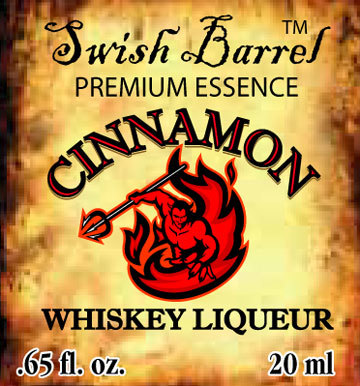 Swish Barrel™
PREMIUM ESSENCE
CINNAMON
WHISKEY LIQUEUR
.65 fl. oz. 20 ml